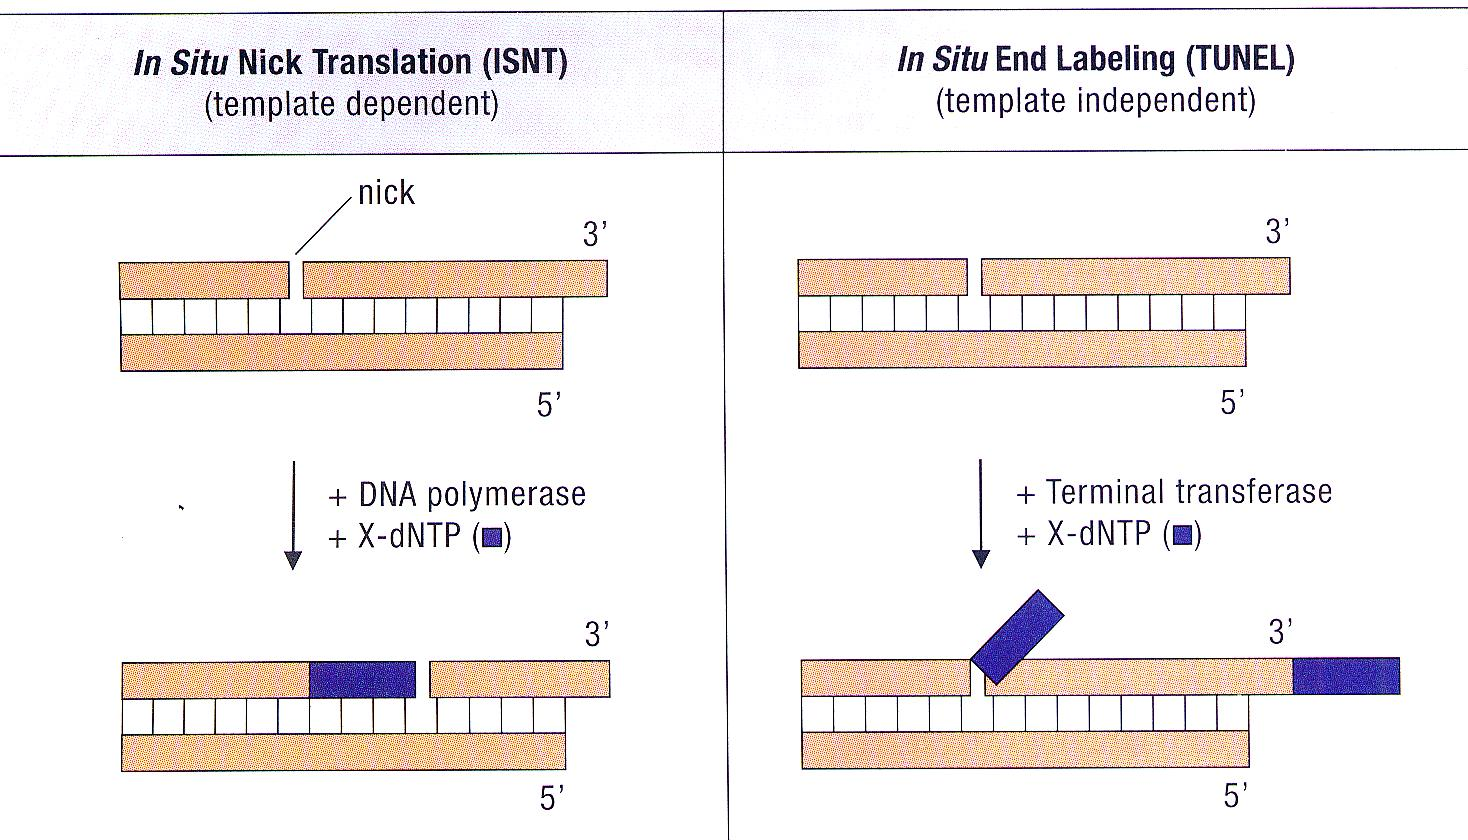 In Situ Nick Translation (ISNT)
(template dependent)
nick
3’
5’
+ DNA polymerase
+ X-dNTP (■)
3’
5’
In Situ End Labeling (TUNEL)
(template independent)
3’
5’
+ Terminal transferase
+ X-dNTP (■)
3’
5’